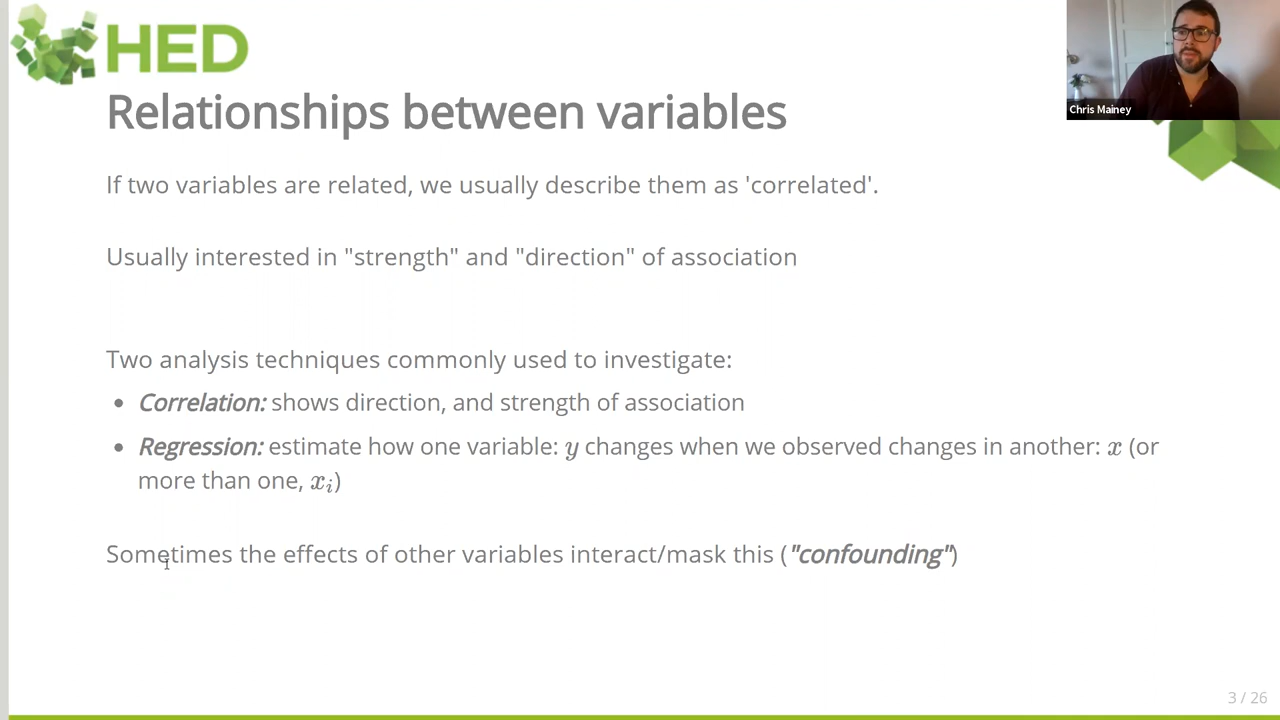 HED
Chris Mainey
Relationships between variables
If two variables are related, we usually describe them as 'correlated'.
Usually interested in "strength" and "direction" of association
Two analysis techniques commonly used to investigate:
• Correlation: shows direction, and strength of association
• Regression: estimate how one variable: y changes when we observed changes in another: x (or
more than one, xᵢ)
Sometimes the effects of other variables interact/mask this ("confounding")
3 / 26